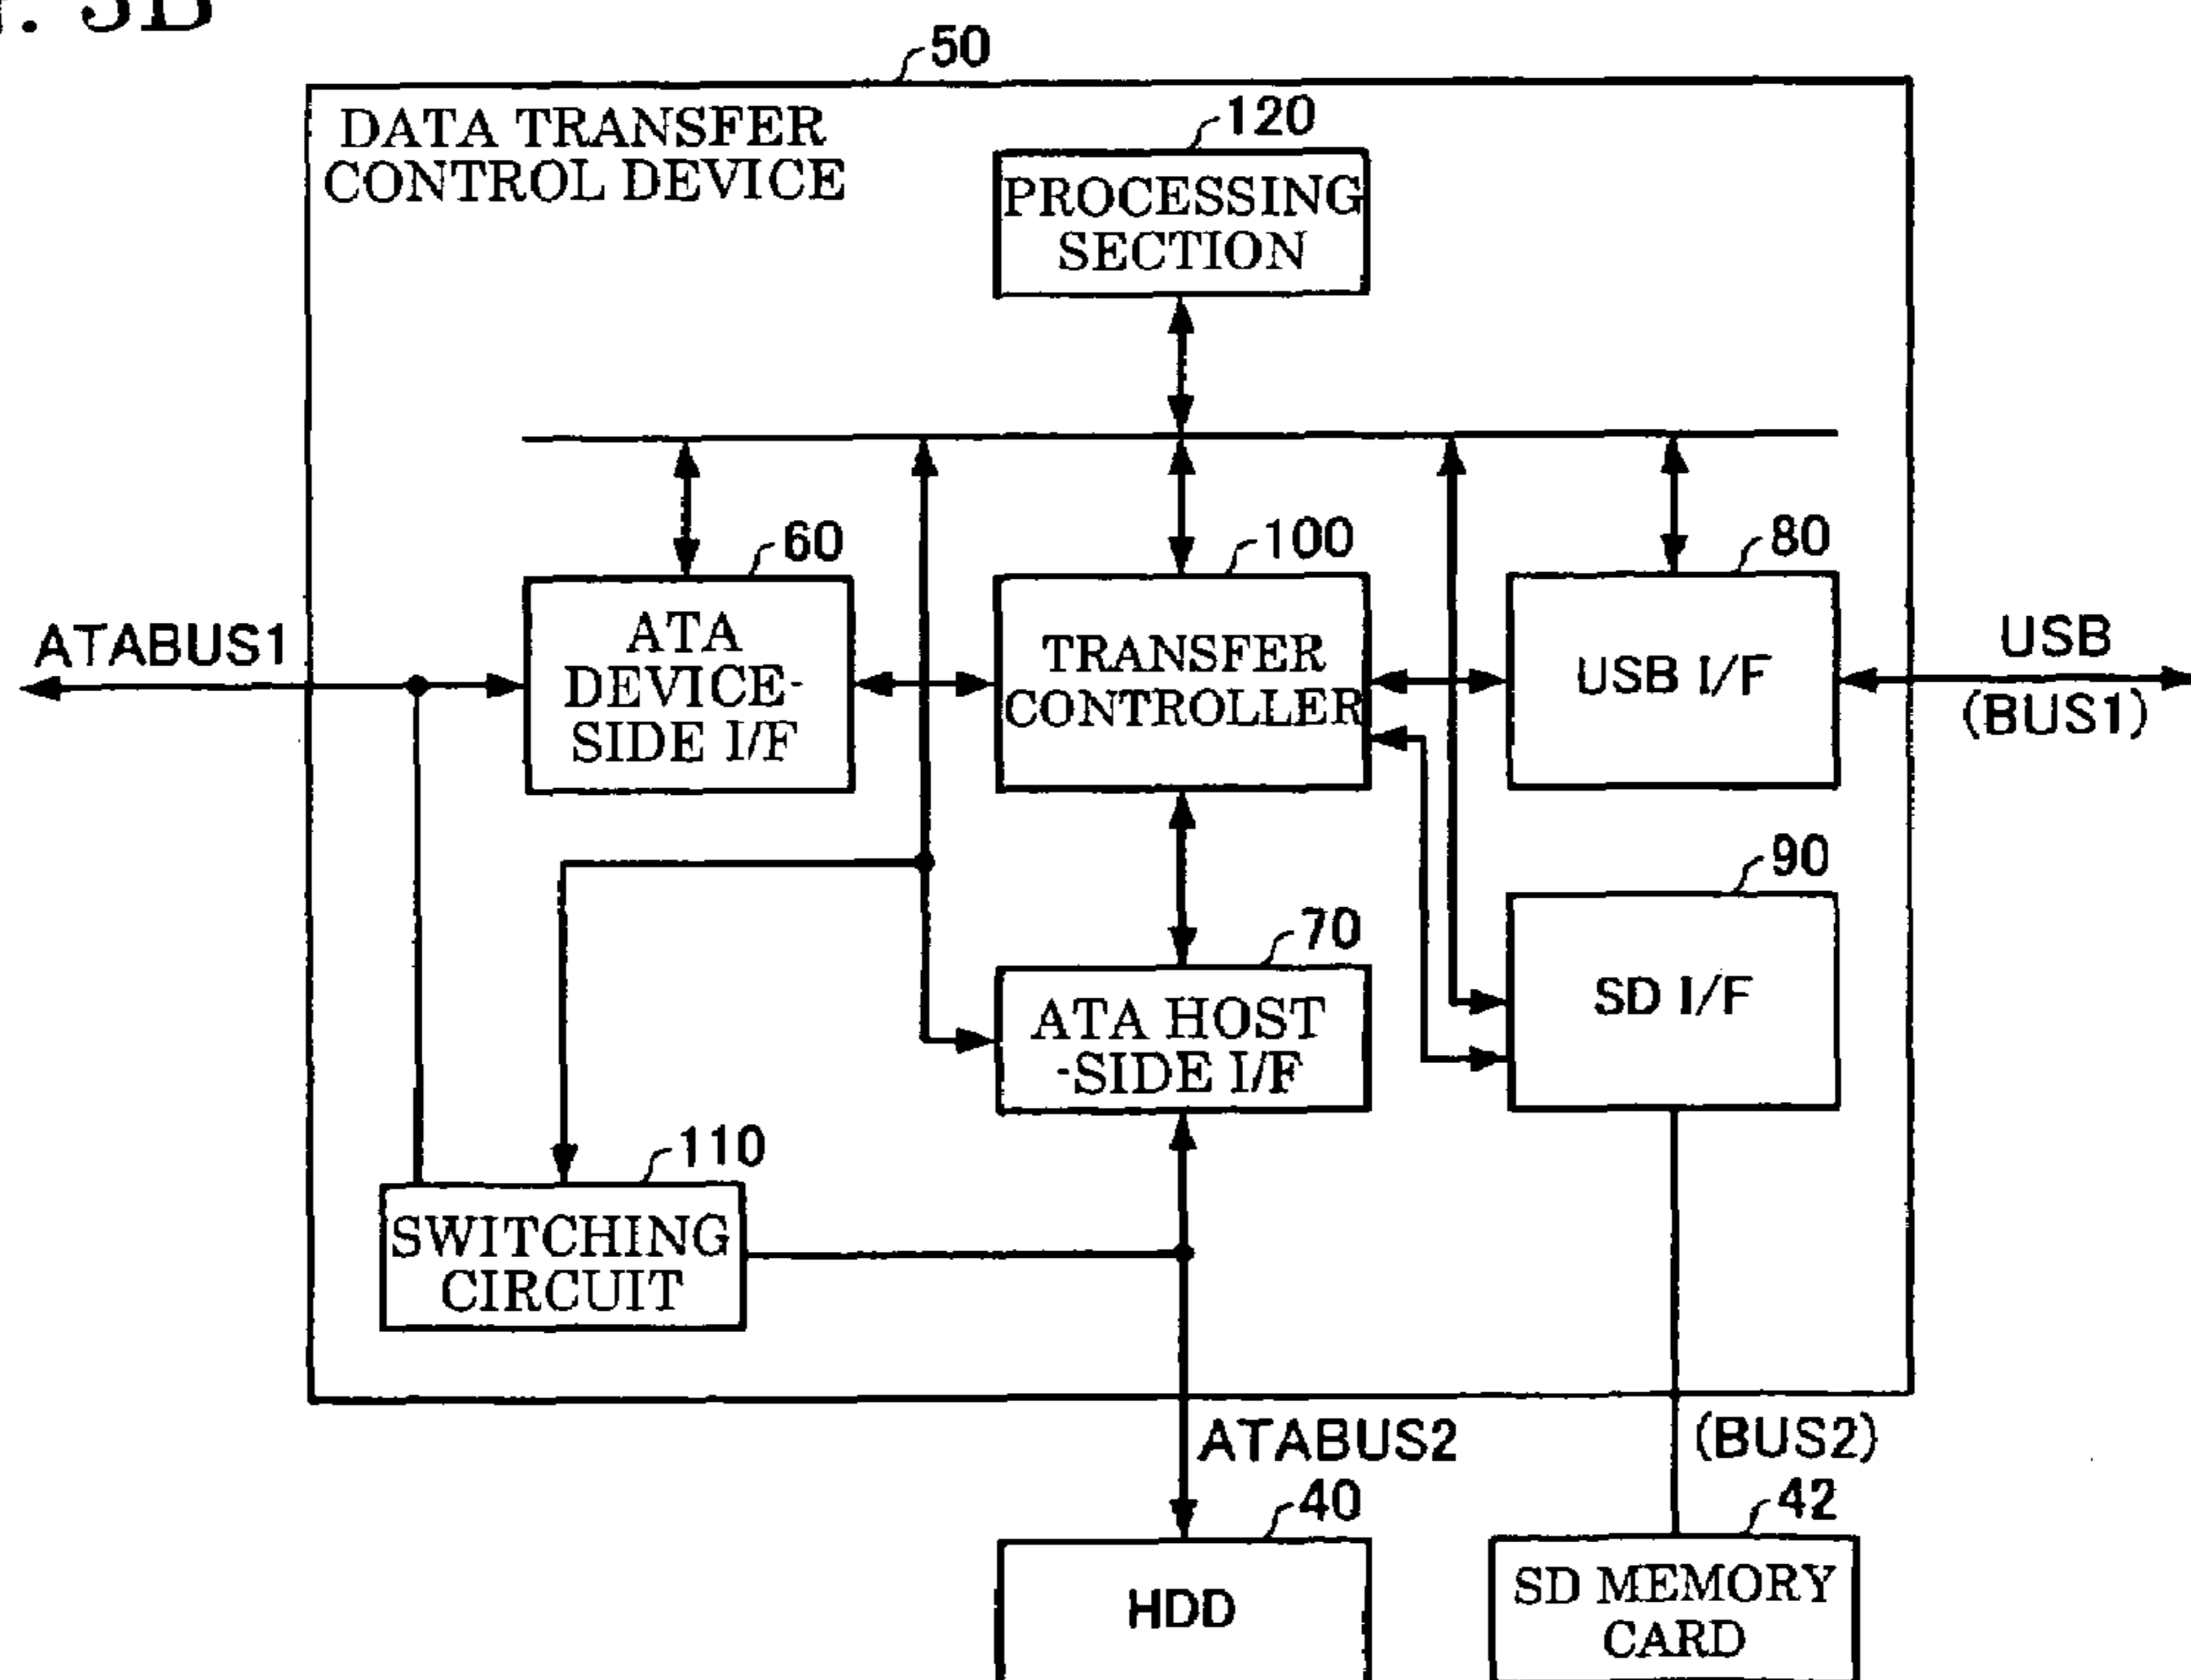 . 5B
50
DATA TRANSFER
CONTROL DEVICE
120
PROCESSING
SECTION
60
100
80
ATABUS1
ATA
DEVICE-
SIDE I/F
TRANSFER
CONTROLLER
USB I/F
USB
(BUS1)
90
70
SD I/F
ATA HOST
-SIDE I/F
110
SWITCHING
CIRCUIT
ATABUS2
(BUS2)
40
42
HDD
SD MEMORY
CARD